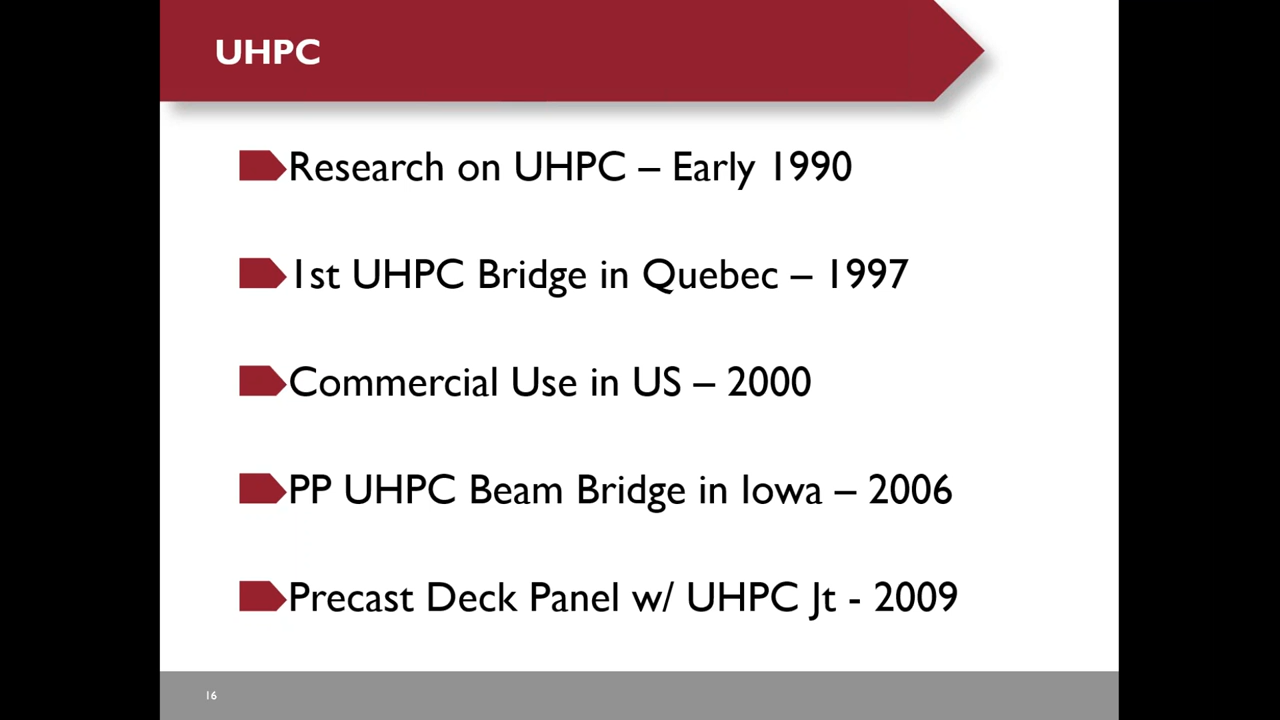 UHPC
Research on UHPC – Early 1990
1st UHPC Bridge in Quebec – 1997
Commercial Use in US – 2000
PP UHPC Beam Bridge in Iowa – 2006
Precast Deck Panel w/ UHPC Jt - 2009
16